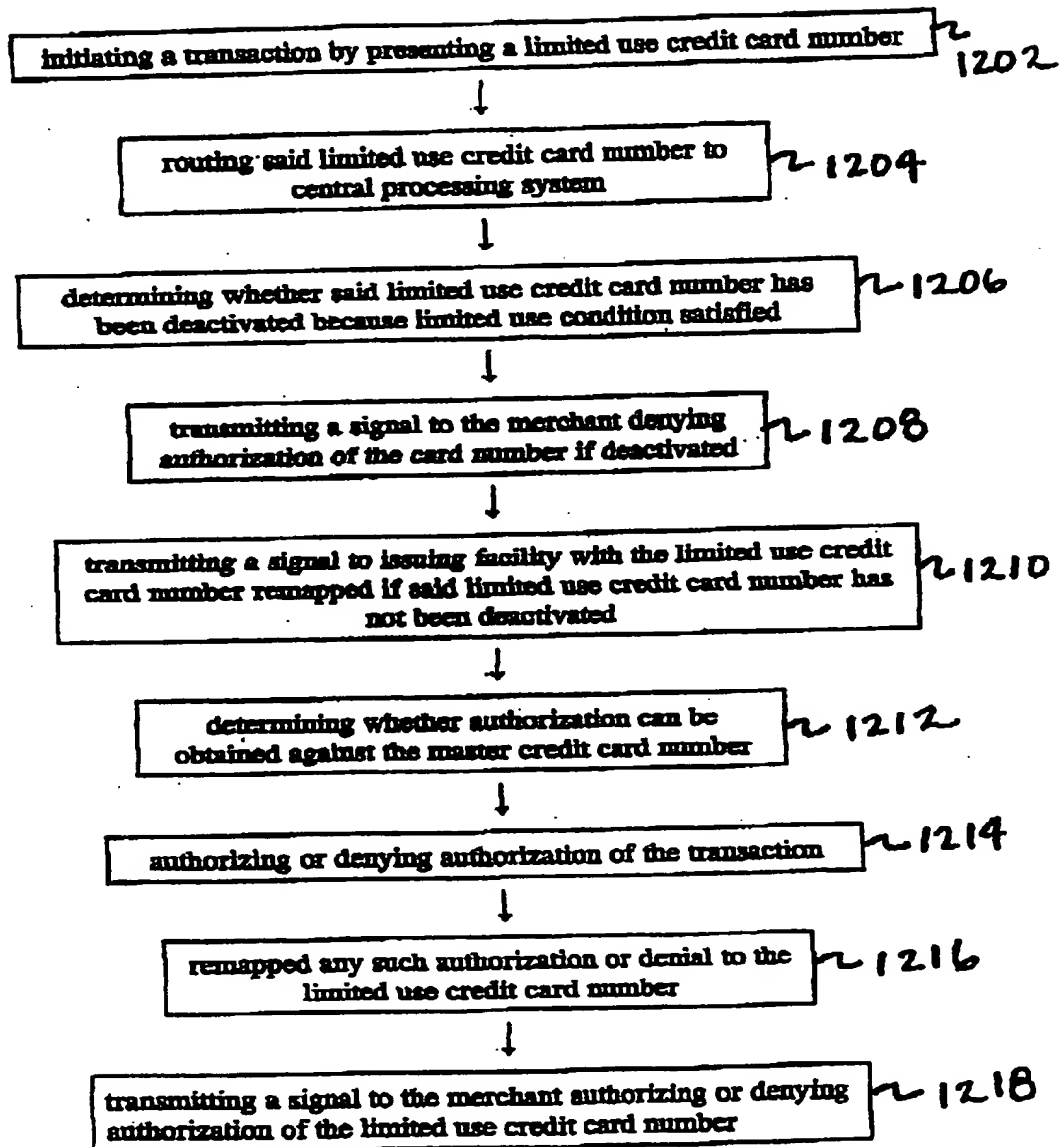 initiating a transaction by presenting a limited use credit card number
1202
routing said limited use credit card number to
central processing system
1204
determining whether said limited use credit card number has
been deactivated because limited use condition satisfied
1206
transmitting a signal to the merchant denying
authorization of the card number if deactivated
1208
transmitting a signal to issuing facility with the limited use credit
card number remapped if said limited use credit card number has
not been deactivated
1210
determining whether authorization can be
obtained against the master credit card number
1212
authorizing or denying authorization of the transaction
1214
remapped any such authorization or denial to the
limited use credit card number
1216
transmitting a signal to the merchant authorizing or denying
authorization of the limited use credit card number
1218